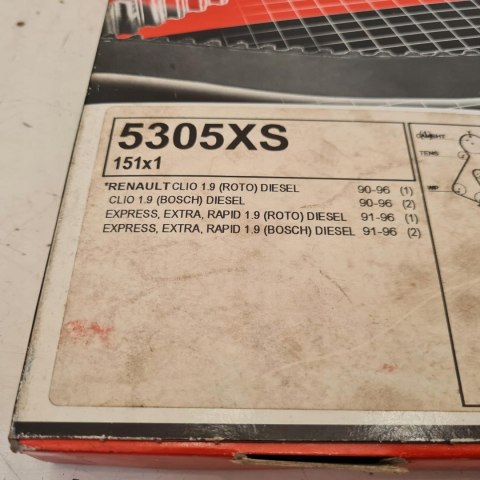 5305XS
151x1
*RENAULT CLIO 1.9 (ROTO) DIESEL 90-96 (1)
CLIO 1.9 (BOSCH) DIESEL 90-96 (2)
EXPRESS, EXTRA, RAPID 1.9 (ROTO) DIESEL 91-96 (1)
EXPRESS, EXTRA, RAPID 1.9 (BOSCH) DIESEL 91-96 (2)
TENS
WP